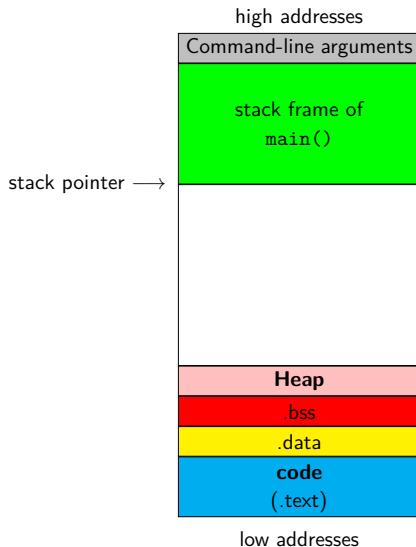 high addresses
Command-line arguments
stack frame of
main()
stack pointer ⟶
Heap
.bss
.data
code
(.text)
low addresses